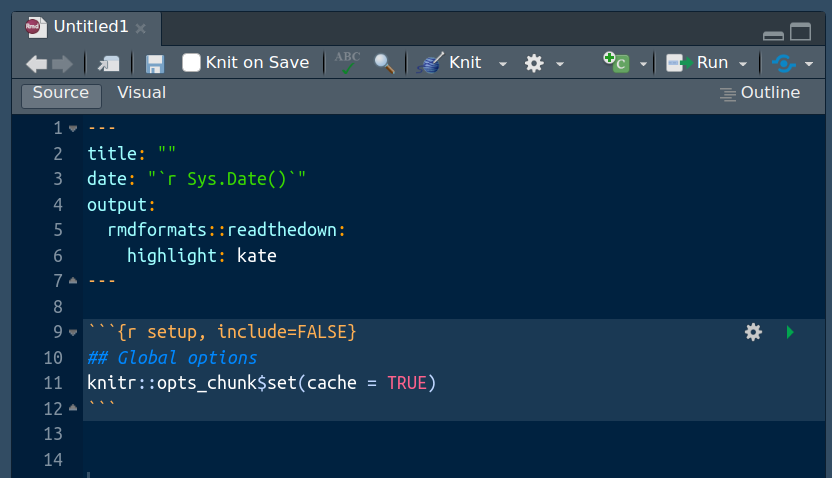 Rmd Untitled1
Knit on Save ABC Knit C Run
Source Visual Outline
1 ---
2 title: ""
3 date: "`r Sys.Date()`"
4 output:
5   rmdformats::readthedown:
6     highlight: kate
7 ---
8
9 ```{r setup, include=FALSE}
10 ## Global options
11 knitr::opts_chunk$set(cache = TRUE)
12 ```
13
14